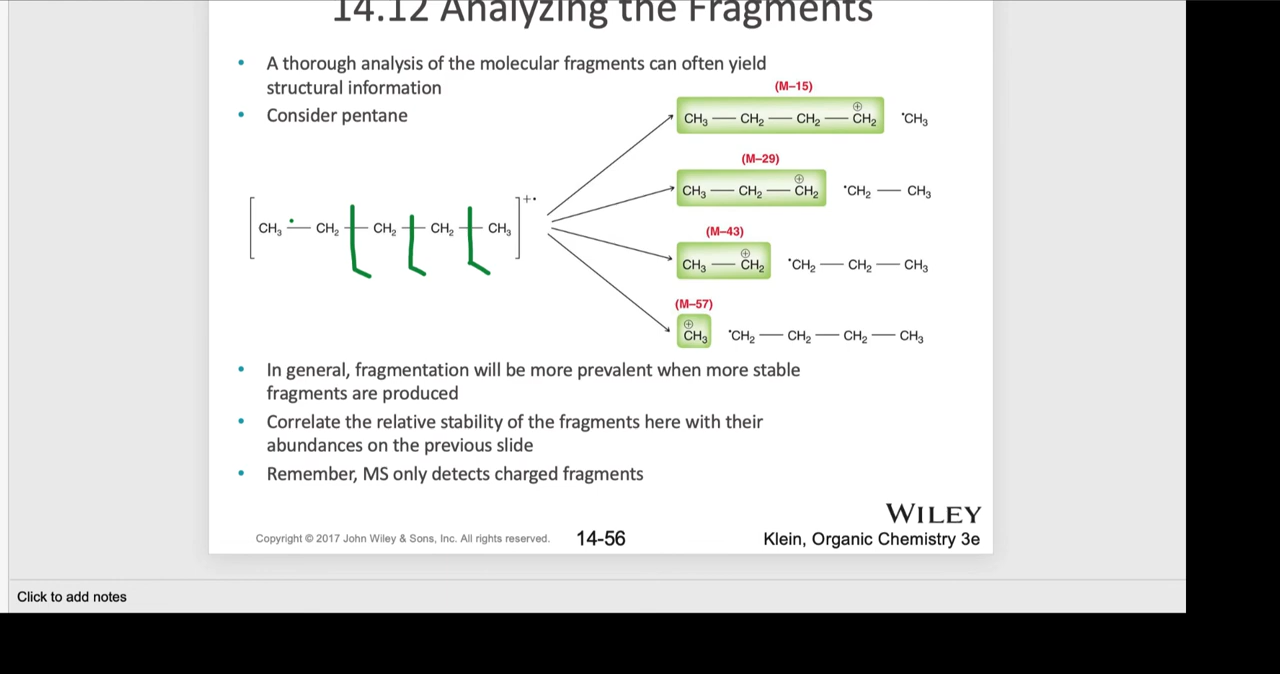 14.12 Analyzing the Fragments
• A thorough analysis of the molecular fragments can often yield
structural information
• Consider pentane
(M–15)
CH₃ — CH₂ — CH₂ — CH₂ ⊕ •CH₃
(M–29)
CH₃ — CH₂ — CH₂ ⊕ •CH₂ — CH₃
[CH₃ — CH₂ — CH₂ — CH₂ — CH₃]+•
(M–43)
CH₃ — CH₂ ⊕ •CH₂ — CH₂ — CH₃
(M–57)
⊕ CH₃ •CH₂ — CH₂ — CH₂ — CH₃
• In general, fragmentation will be more prevalent when more stable
fragments are produced
• Correlate the relative stability of the fragments here with their
abundances on the previous slide
• Remember, MS only detects charged fragments
WILEY
Copyright © 2017 John Wiley & Sons, Inc. All rights reserved. 14-56 Klein, Organic Chemistry 3e
Click to add notes